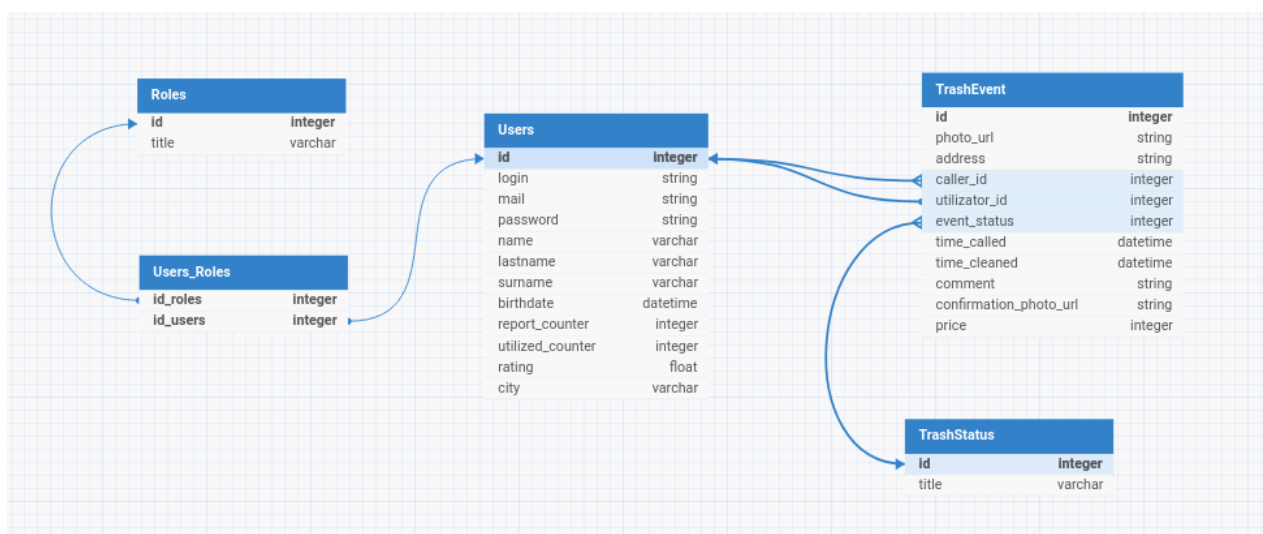 Roles
id integer
title varchar
Users_Roles
id_roles integer
id_users integer
Users
id integer
login string
mail string
password string
name varchar
lastname varchar
surname varchar
birthdate datetime
report_counter integer
utilized_counter integer
rating float
city varchar
TrashEvent
id integer
photo_url string
address string
caller_id integer
utilizator_id integer
event_status integer
time_called datetime
time_cleaned datetime
comment string
confirmation_photo_url string
price integer
TrashStatus
id integer
title varchar